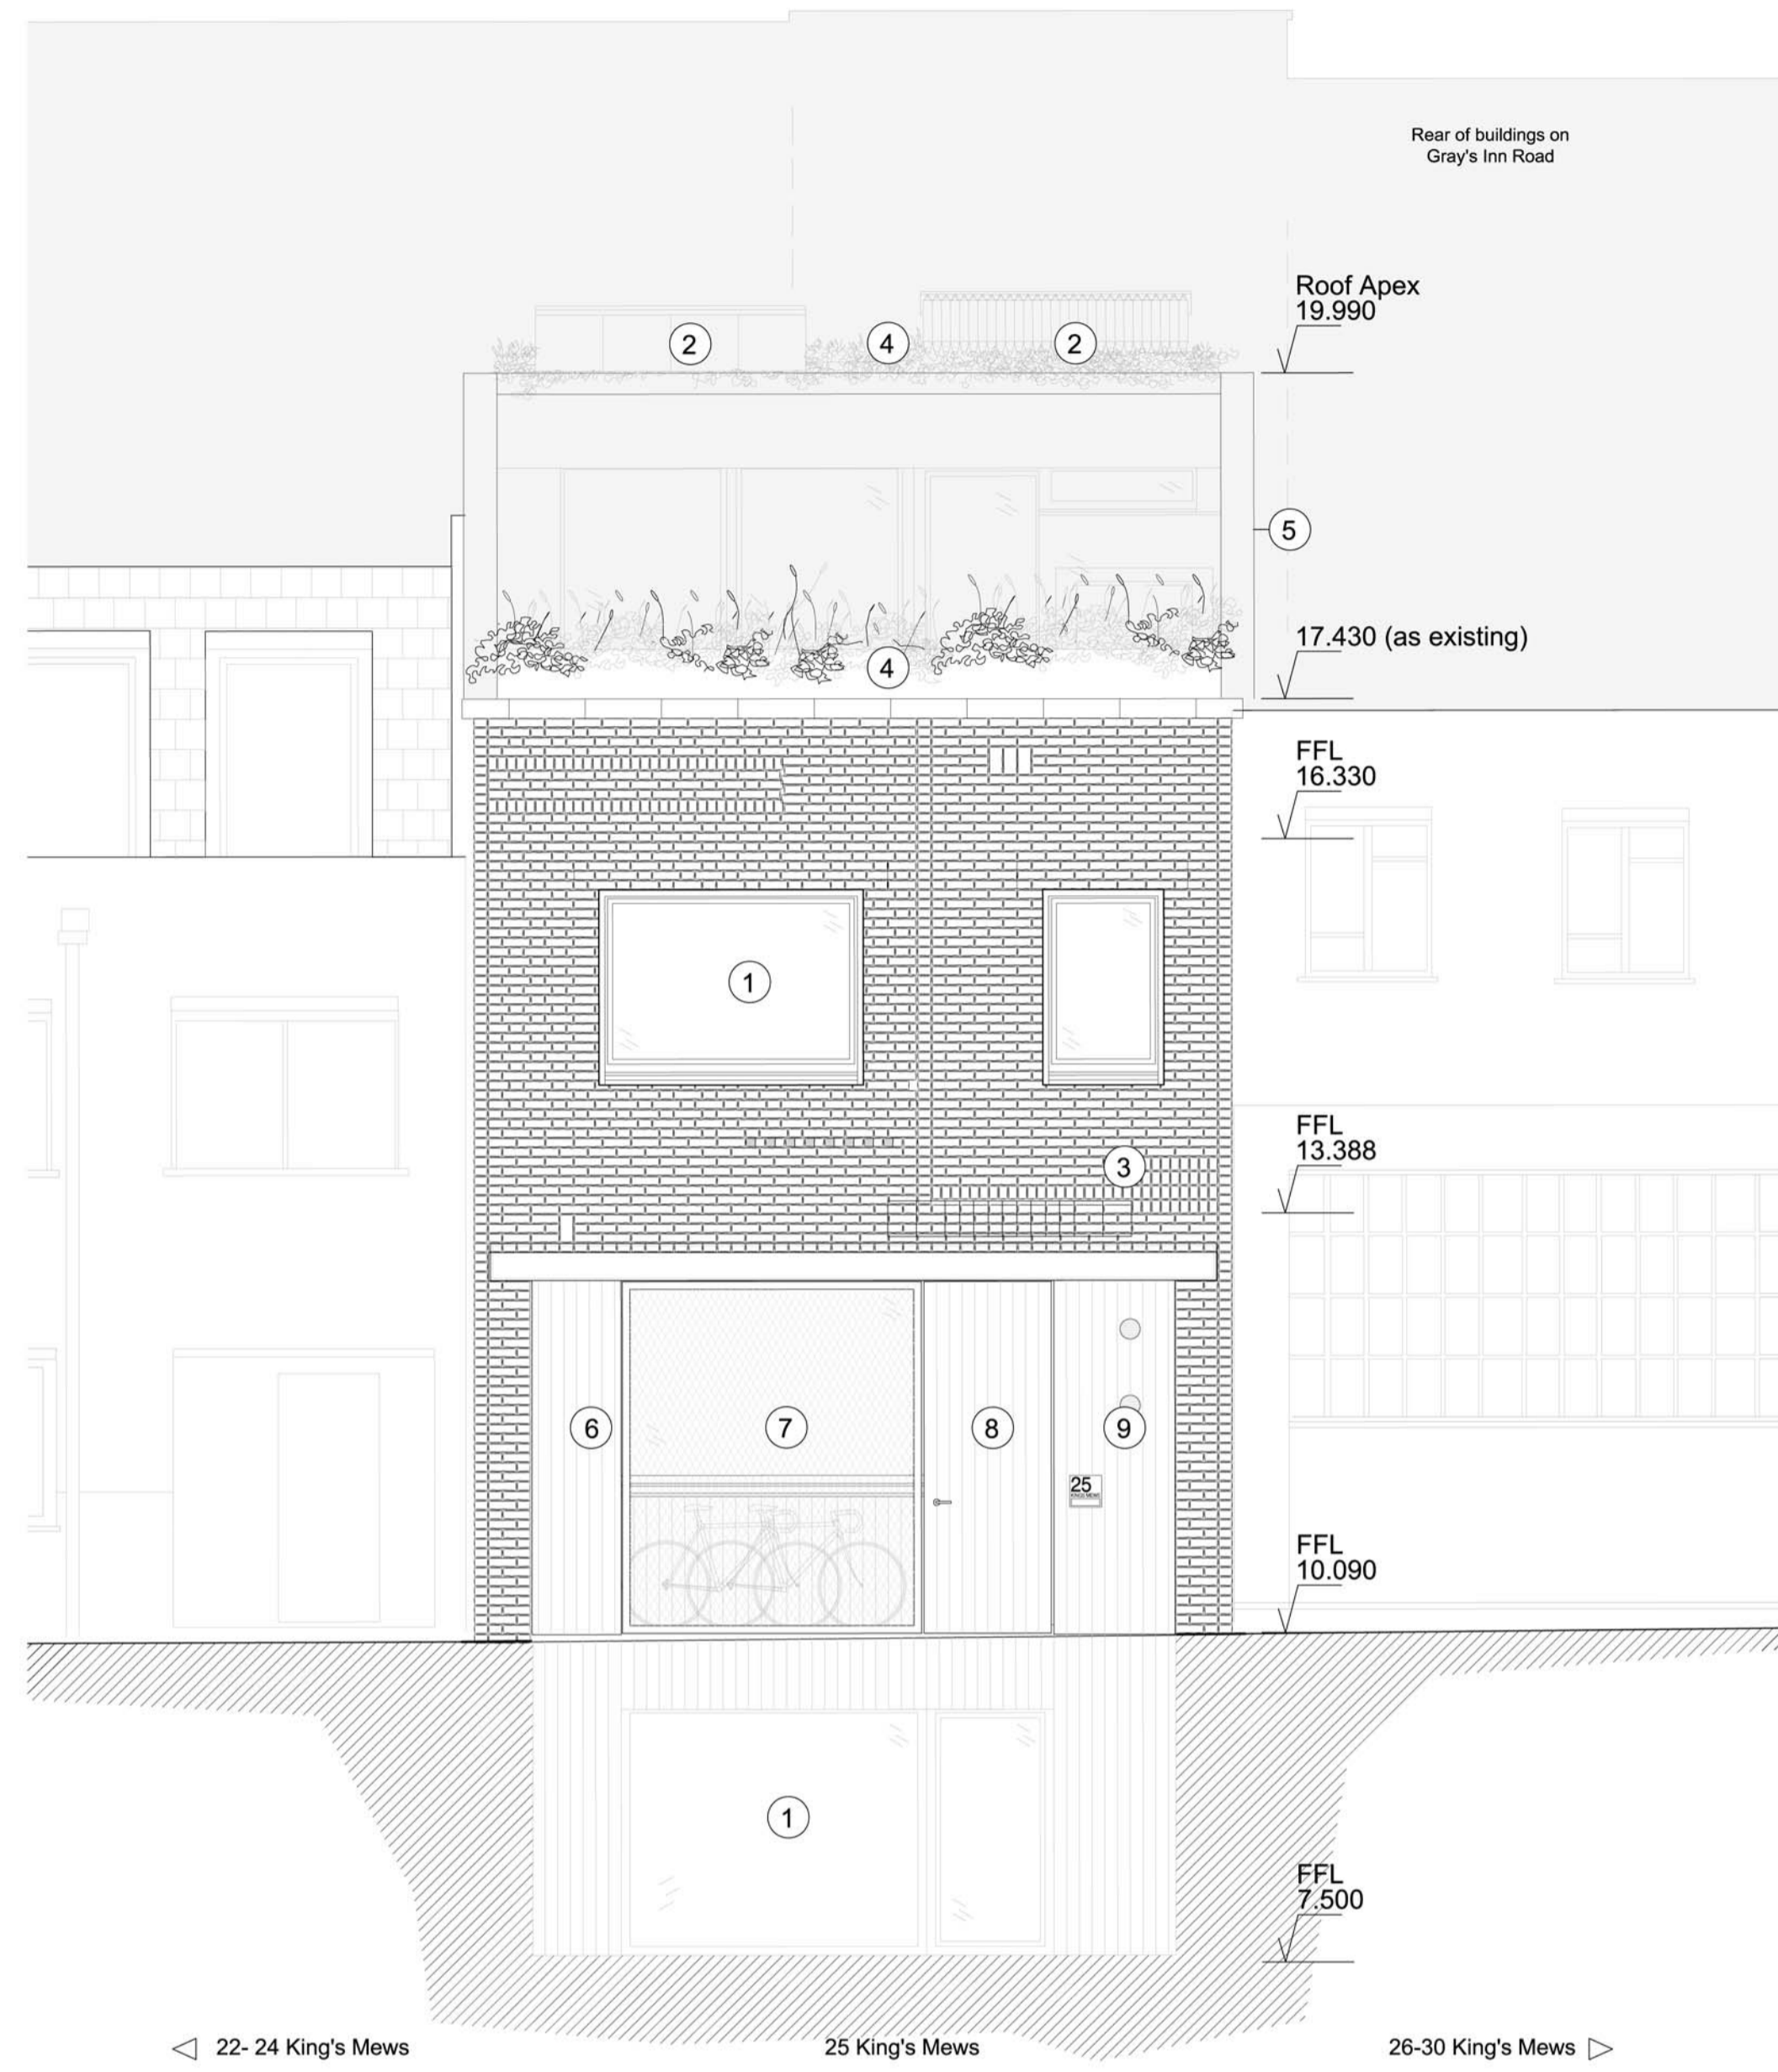 Rear of buildings on
Gray's Inn Road
Roof Apex
19.990
2
4
2
5
17.430 (as existing)
4
FFL
16.330
1
FFL
13.388
3
6
7
8
9
25
KINGS MEWS
FFL
10.090
1
FFL
7.500
22- 24 King's Mews
25 King's Mews
26-30 King's Mews